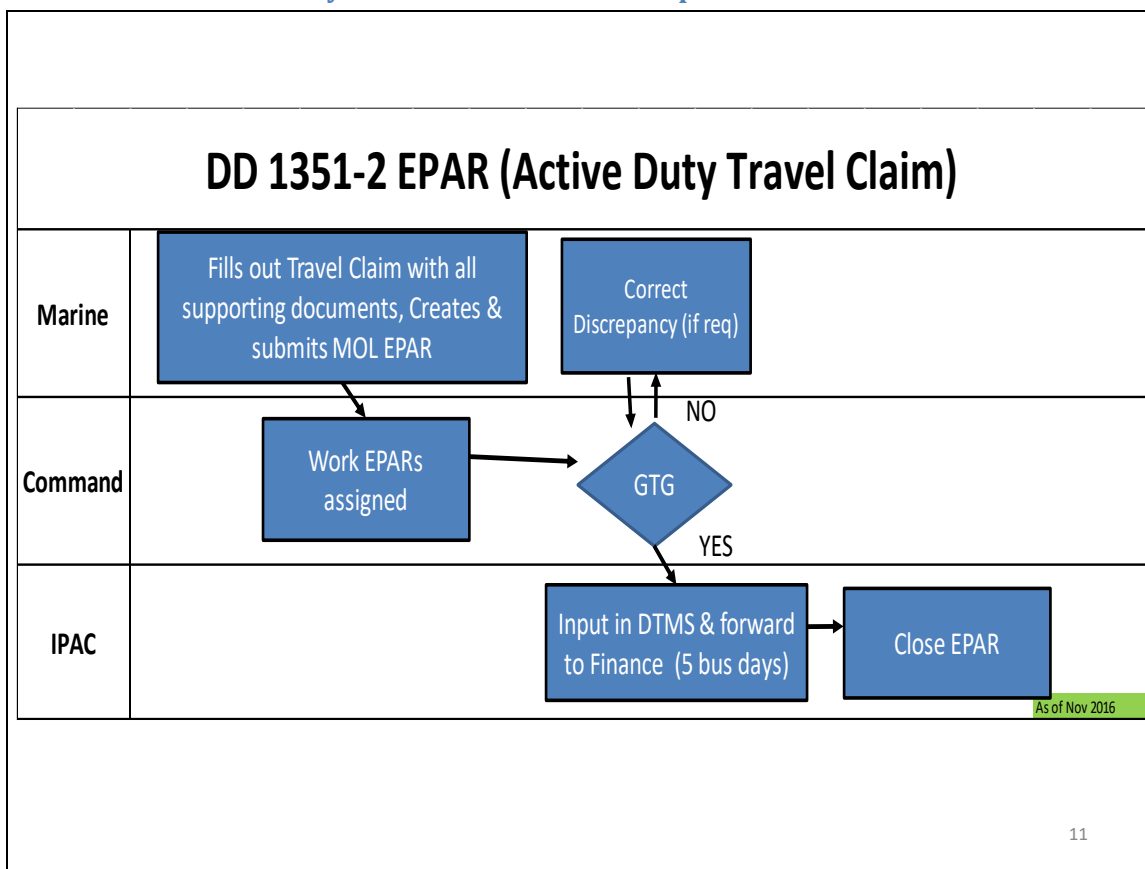 DD 1351-2 EPAR (Active Duty Travel Claim)
Marine
Fills out Travel Claim with all
supporting documents, Creates &
submits MOL EPAR
Correct
Discrepancy (if req)
NO
Command
Work EPARs
assigned
GTG
YES
IPAC
Input in DTMS & forward
to Finance (5 bus days)
Close EPAR
As of Nov 2016
11